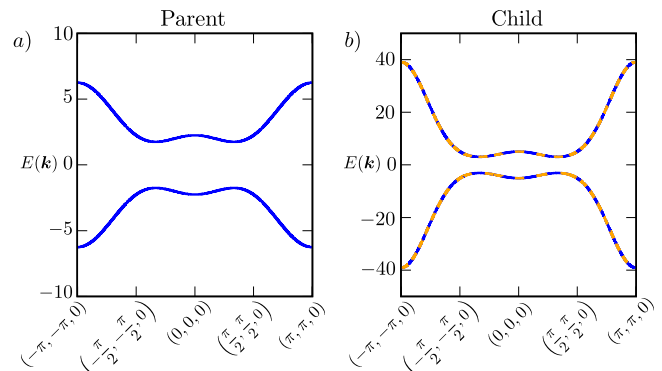 Parent
Child
a)
b)
10
5
0
−5
−10
E(k)
(−π, −π, 0)
(−π/2, −π/2, 0)
(0, 0, 0)
(π/2, π/2, 0)
(π, π, 0)
40
20
0
−20
−40
E(k)
(−π, −π, 0)
(−π/2, −π/2, 0)
(0, 0, 0)
(π/2, π/2, 0)
(π, π, 0)